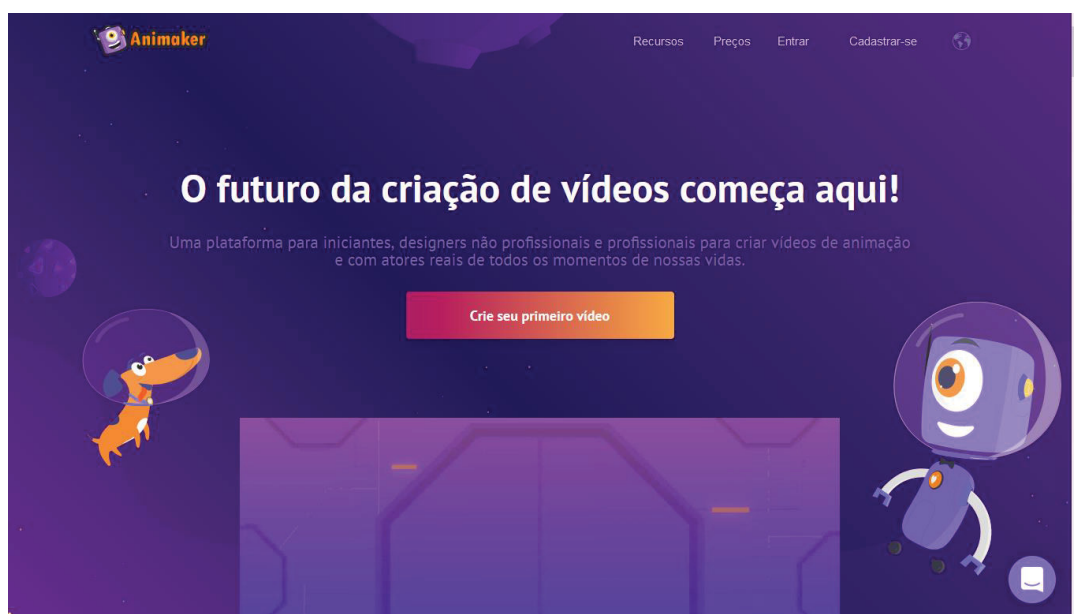 Animaker
Recursos Preços Entrar Cadastrar-se
O futuro da criação de vídeos começa aqui!
Uma plataforma para iniciantes, designers não profissionais e profissionais para criar vídeos de animação
e com atores reais de todos os momentos de nossas vidas.
Crie seu primeiro vídeo